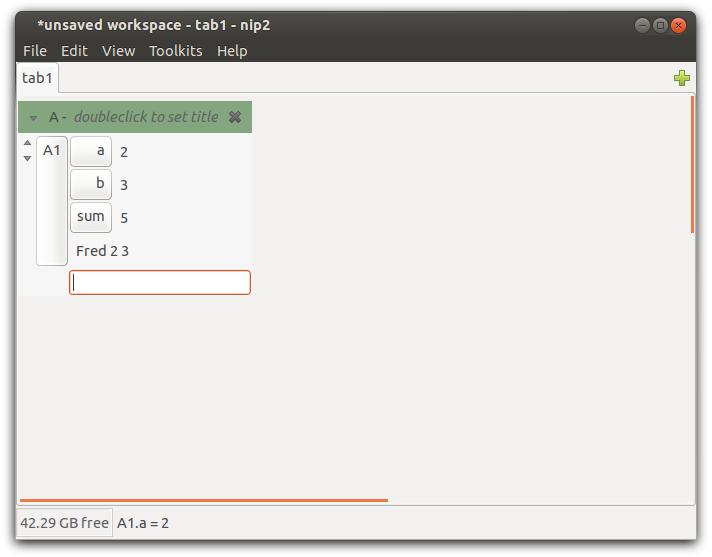 *unsaved workspace - tab1 - nip2
File Edit View Toolkits Help
tab1
A - doubleclick to set title
A1 a 2
b 3
sum 5
Fred 2 3
42.29 GB free A1.a = 2